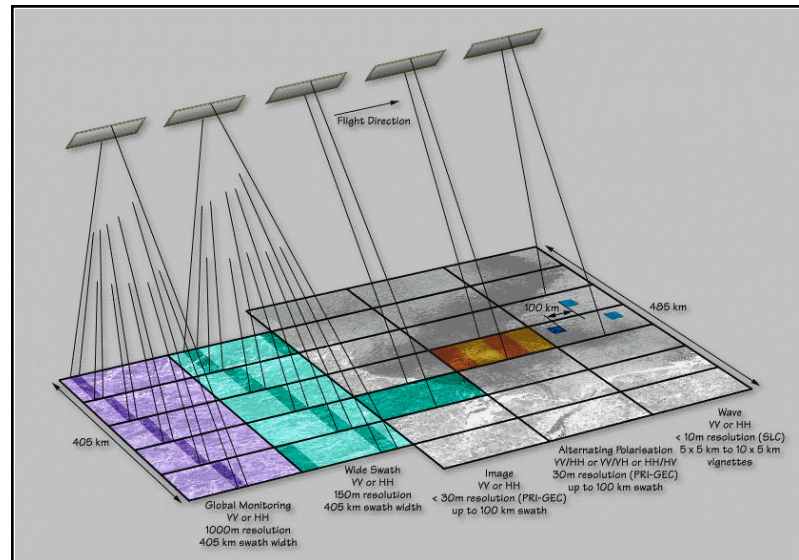 Flight Direction
100 km
485 km
405 km
Wave
VV or HH
< 10m resolution (SLC)
5 x 5 km to 10 x 5 km
vignettes
Alternating Polarisation
VV/HH or VV/VH or HH/HV
30m resolution (PRI-GEC)
up to 100 km swath
Image
VV or HH
< 30m resolution (PRI-GEC)
up to 100 km swath
Wide Swath
VV or HH
150m resolution
405 km swath width
Global Monitoring
VV or HH
1000m resolution
405 km swath width